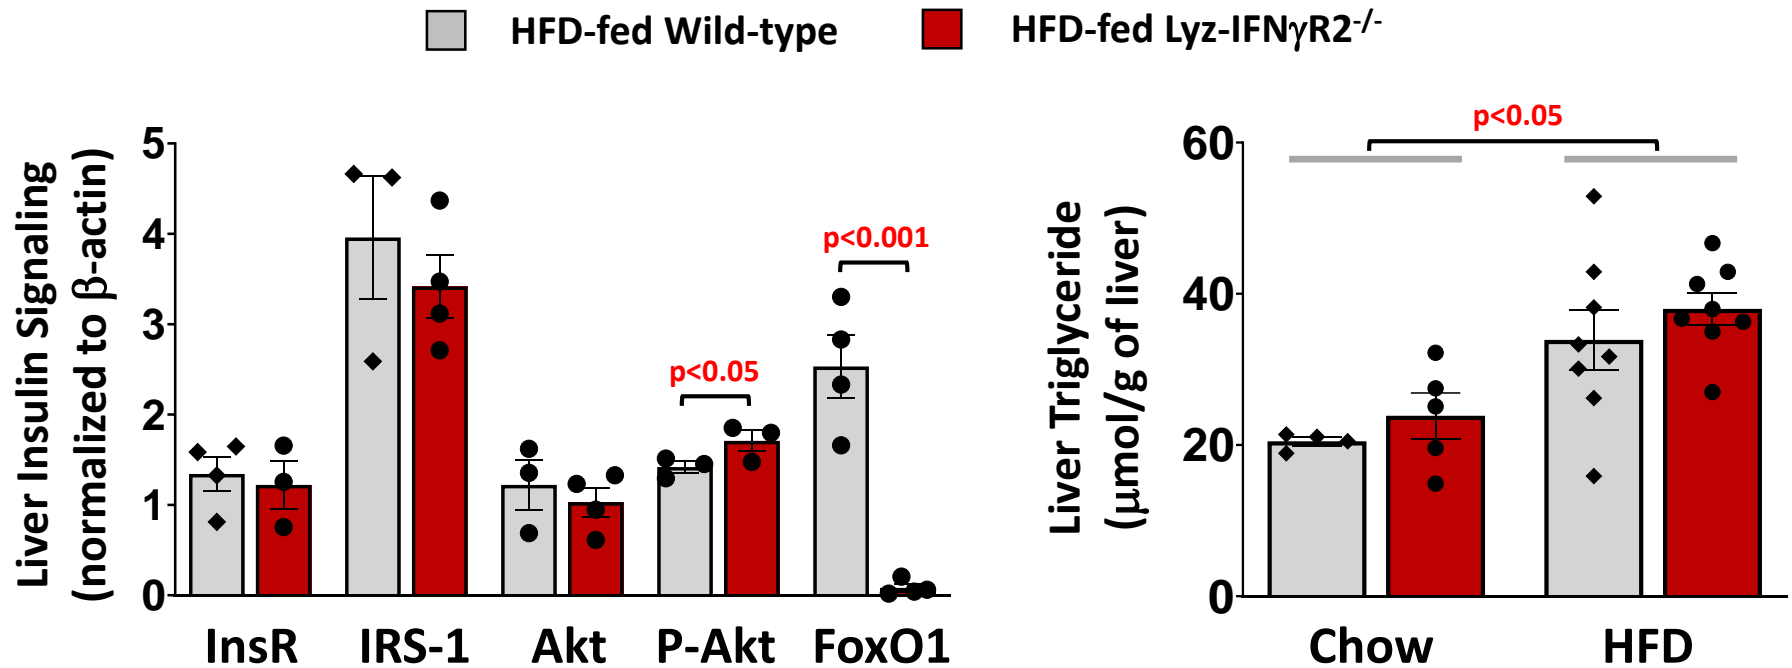 HFD-fed Wild-type
HFD-fed Lyz-IFNγR2-/-
Liver Insulin Signaling
(normalized to β-actin)
5
4
3
2
1
0
p<0.05
p<0.001
InsR
IRS-1
Akt
P-Akt
FoxO1
Liver Triglyceride
(μmol/g of liver)
60
40
20
0
p<0.05
Chow
HFD